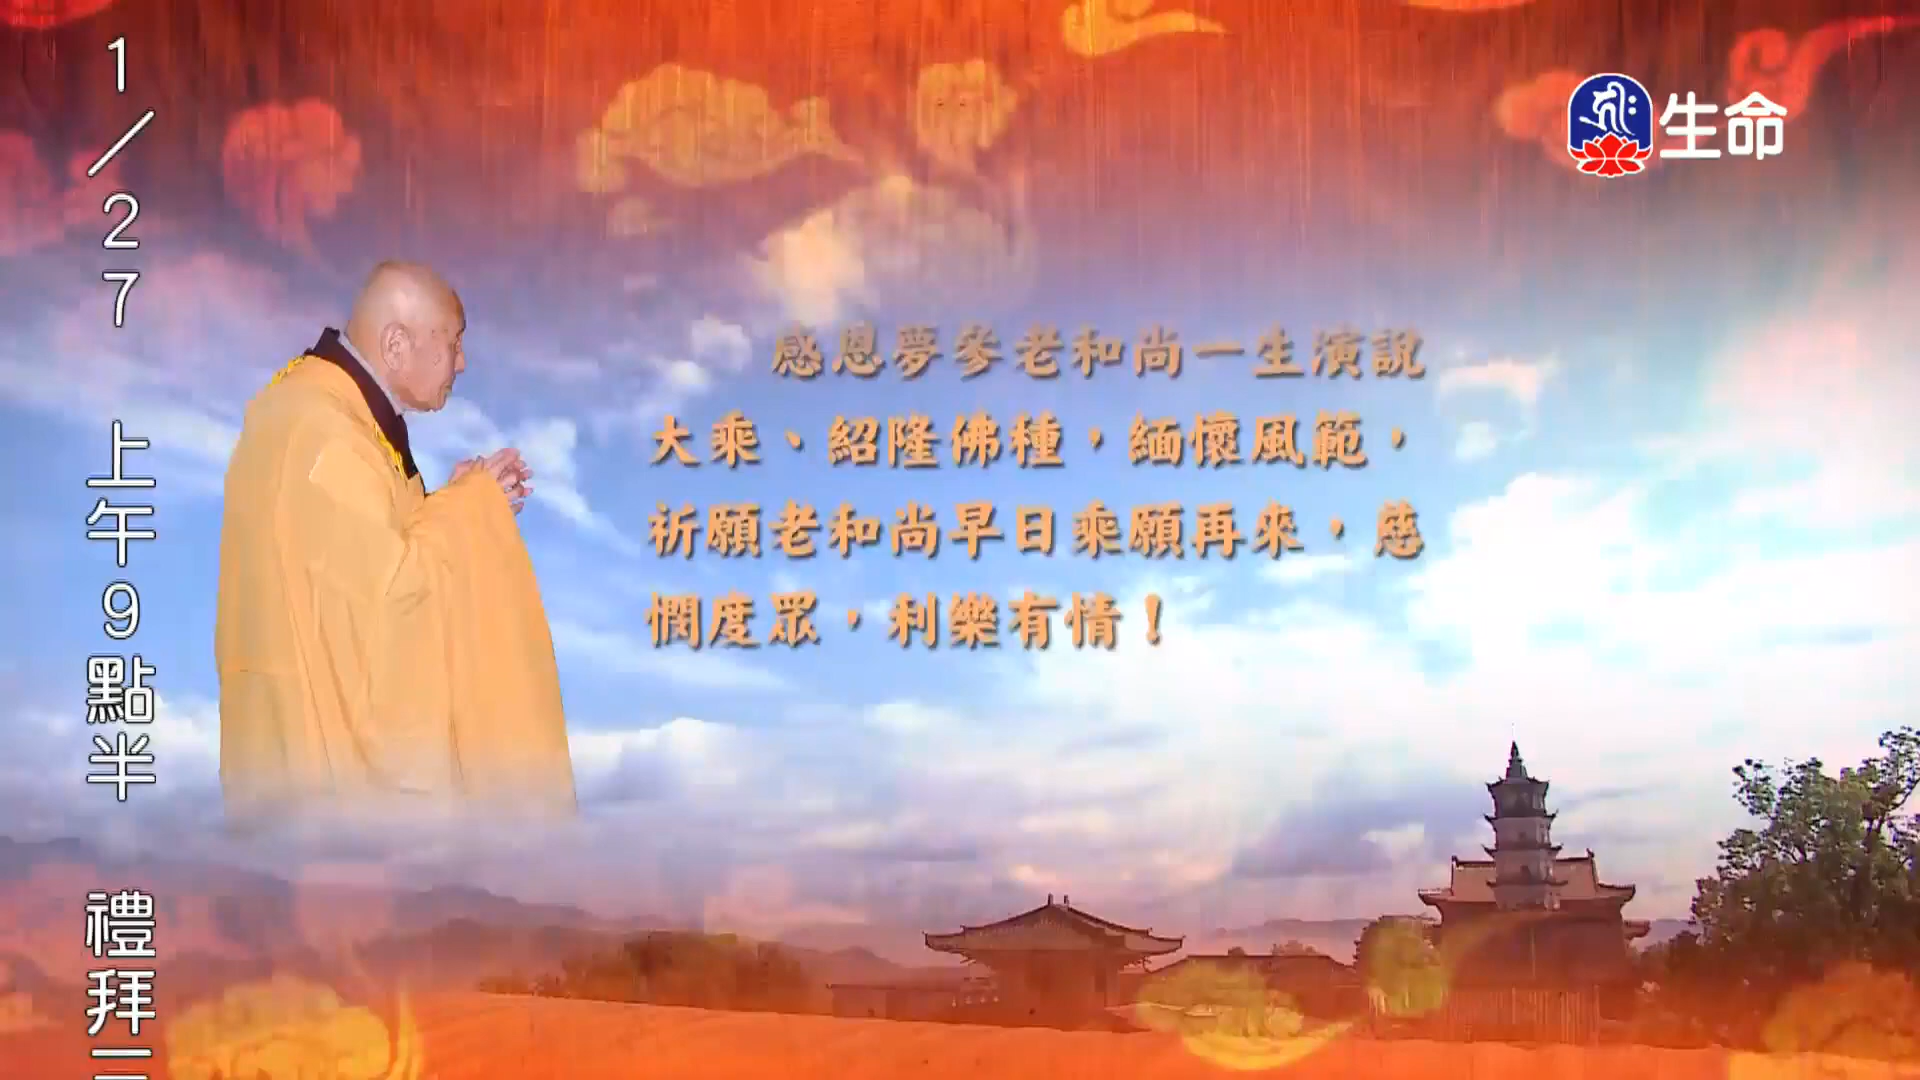 1/27 上午9點半 禮拜
生命
感恩夢參老和尚一生演說
大乘、紹隆佛種，緬懷風範，
祈願老和尚早日乘願再來，慈
憫度眾，利樂有情！